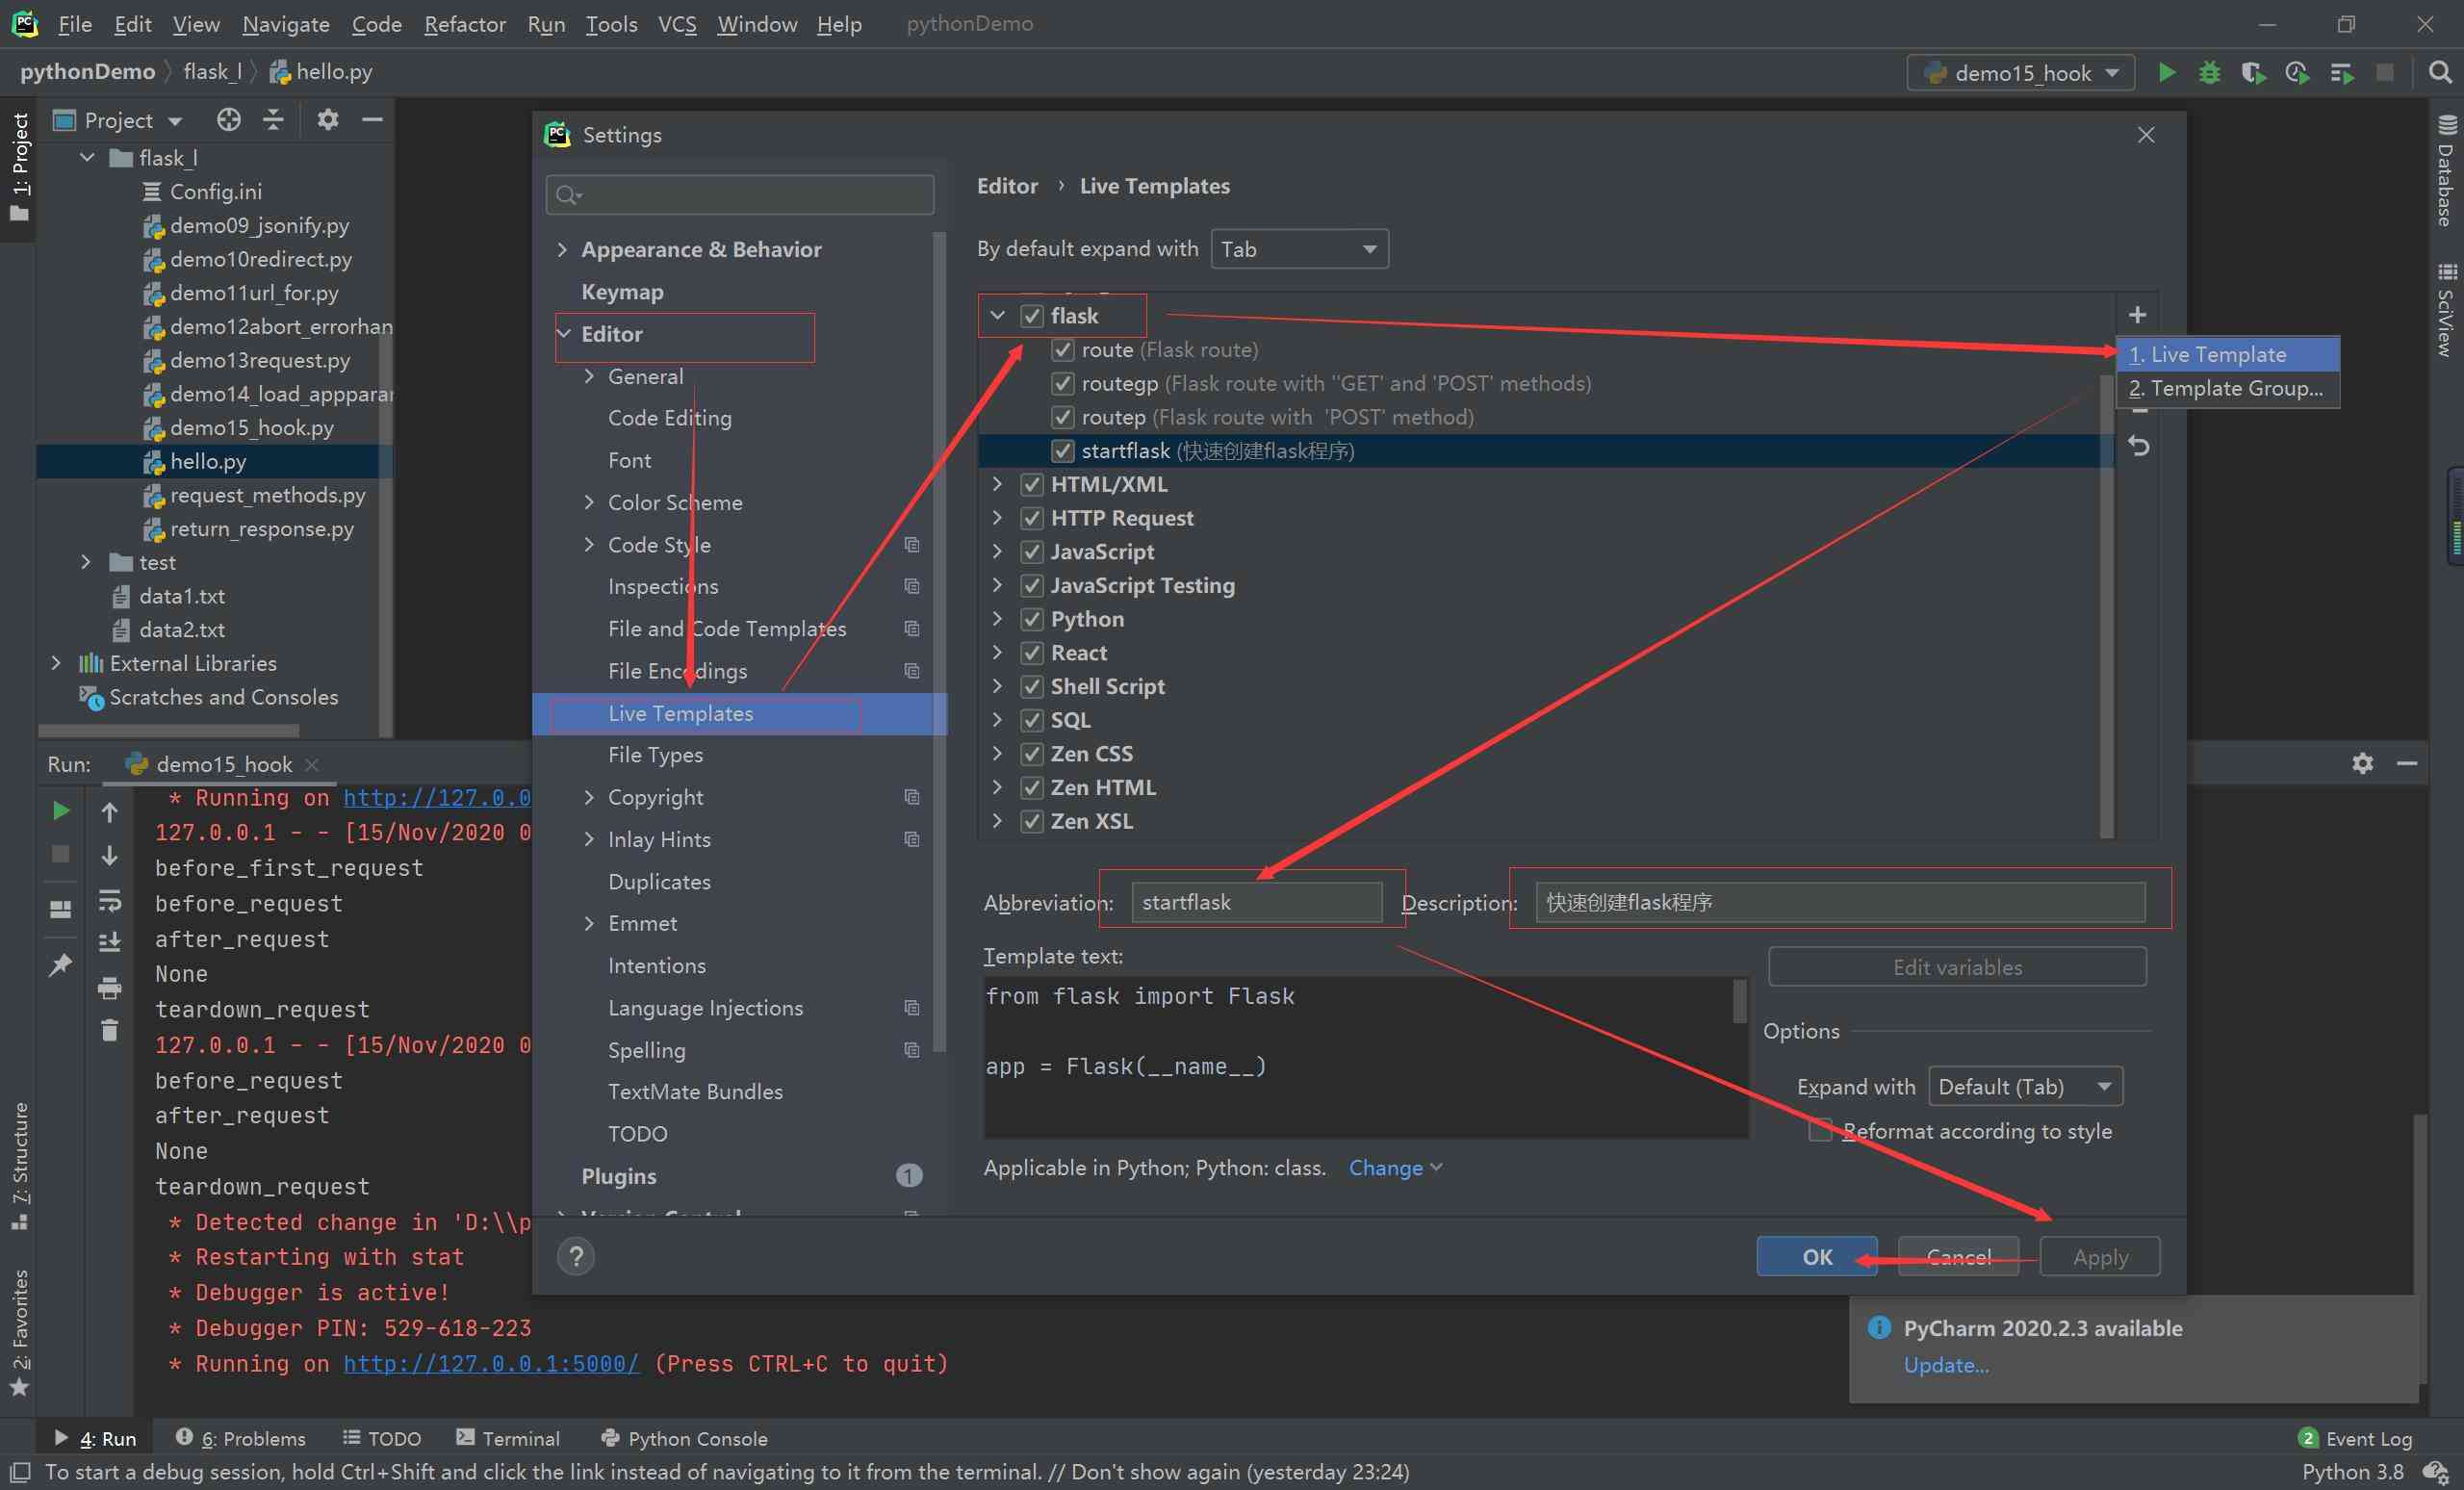 File Edit View Navigate Code Refactor Run Tools VCS Window Help pythonDemo
pythonDemo flask_l hello.py
demo15_hook
1: Project
Project
flask_l
Config.ini
demo09_jsonify.py
demo10redirect.py
demo11url_for.py
demo12abort_errorhan
demo13request.py
demo14_load_appparar
demo15_hook.py
hello.py
request_methods.py
return_response.py
test
data1.txt
data2.txt
External Libraries
Scratches and Consoles
Database
SciView
Settings
Appearance & Behavior
Keymap
Editor
General
Code Editing
Font
Color Scheme
Code Style
Inspections
File and Code Templates
File Encodings
Live Templates
File Types
Copyright
Inlay Hints
Duplicates
Emmet
Intentions
Language Injections
Spelling
TextMate Bundles
TODO
Plugins 1
Version Control
Editor › Live Templates
By default expand with Tab
flask
route (Flask route)
routegp (Flask route with ''GET' and 'POST' methods)
routep (Flask route with 'POST' method)
startflask (快速创建flask程序)
HTML/XML
HTTP Request
JavaScript
JavaScript Testing
Python
React
Shell Script
SQL
Zen CSS
Zen HTML
Zen XSL
1. Live Template
2. Template Group...
Abbreviation: startflask Description: 快速创建flask程序
Template text:
from flask import Flask
app = Flask(__name__)
Edit variables
Options
Expand with Default (Tab)
Reformat according to style
Applicable in Python; Python: class. Change
? OK Cancel Apply
Run: demo15_hook
* Running on http://127.0.0
127.0.0.1 - - [15/Nov/2020 0
before_first_request
before_request
after_request
None
teardown_request
127.0.0.1 - - [15/Nov/2020 0
before_request
after_request
None
teardown_request
* Detected change in 'D:\\p
* Restarting with stat
* Debugger is active!
* Debugger PIN: 529-618-223
* Running on http://127.0.0.1:5000/ (Press CTRL+C to quit)
7: Structure
2: Favorites
PyCharm 2020.2.3 available
Update...
4: Run 6: Problems TODO Terminal Python Console 2 Event Log
To start a debug session, hold Ctrl+Shift and click the link instead of navigating to it from the terminal. // Don't show again (yesterday 23:24) Python 3.8